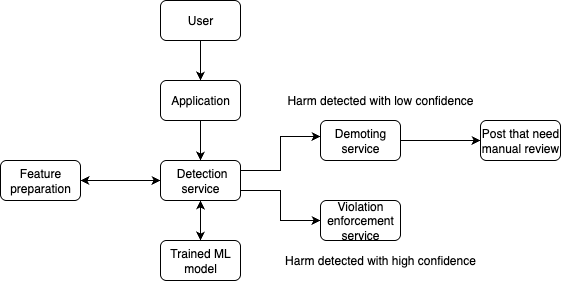 User
Application
Harm detected with low confidence
Demoting
service
Post that need
manual review
Feature
preparation
Detection
service
Violation
enforcement
service
Trained ML
model
Harm detected with high confidence